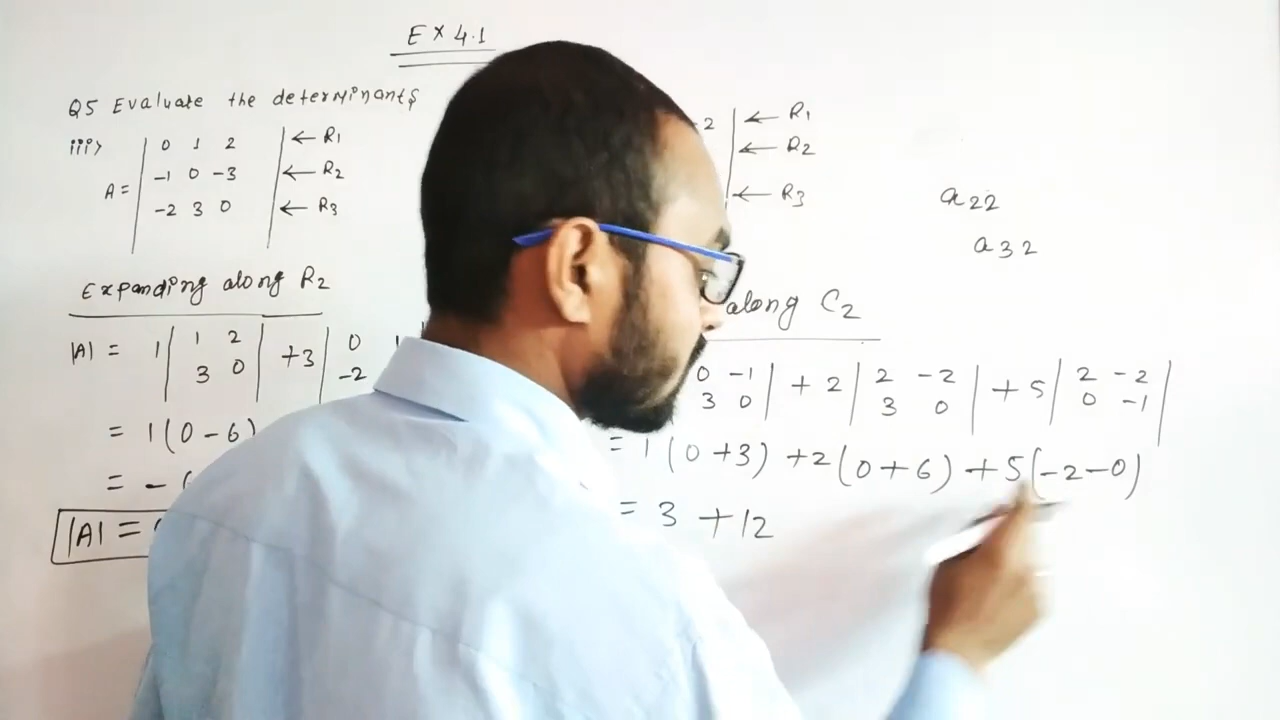 Ex 4.1
Q5 Evaluate the determinants
iii>
A = | 0 1 2 | ← R1
| -1 0 -3 | ← R2
| -2 3 0 | ← R3
Expanding along R2
|A| = 1 | 1 2 | + 3 | 0
3 0 -2
= 1(0-6)
= -
|A| =
-2 | ← R1
| ← R2
| ← R3
a22
a32
along C2
0 -1 | + 2 | 2 -2 | + 5 | 2 -2 |
3 0 | | 3 0 | | 0 -1 |
= 1(0+3) +2(0+6) +5(-2-0)
= 3 +12